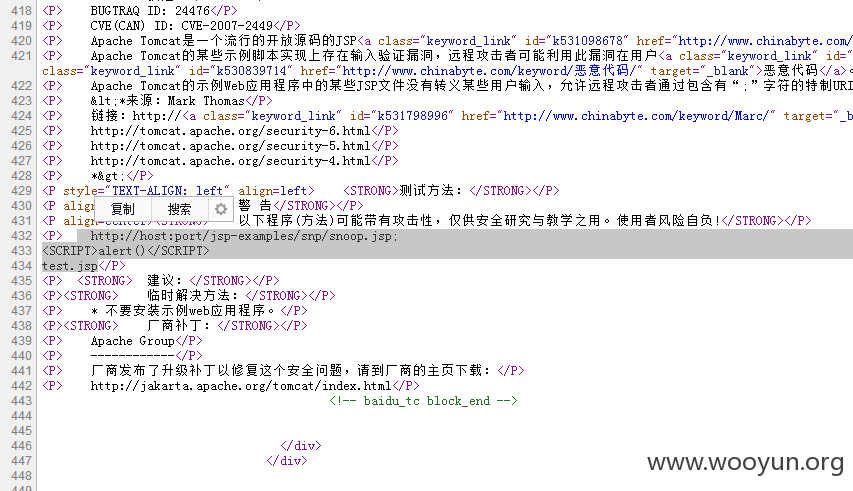 418 <P>    BUGTRAQ ID: 24476</P>
419 <P>    CVE(CAN) ID: CVE-2007-2449</P>
420 <P>    Apache Tomcat是一个流行的开放源码的JSP<a class="keyword_link" id="k531098678" href="http://www.chinabyte.com/
421 <P>    Apache Tomcat的某些示例脚本实现上存在输入验证漏洞，远程攻击者可能利用此漏洞在用户<a class="keyword_link" id=
class="keyword_link" id="k530839714" href="http://www.chinabyte.com/keyword/恶意代码/" target="_blank">恶意代码</a>
422 <P>    Apache Tomcat的示例Web应用程序中的某些JSP文件没有转义某些用户输入，允许远程攻击者通过包含有“;”字符的特制URI
423 <P>    &lt;*来源：Mark Thomas</P>
424 <P>    链接：http://<a class="keyword_link" id="k531798996" href="http://www.chinabyte.com/keyword/Marc/" target="_b
425 <P>    http://tomcat.apache.org/security-6.html</P>
426 <P>    http://tomcat.apache.org/security-5.html</P>
427 <P>    http://tomcat.apache.org/security-4.html</P>
428 <P>    *&gt;</P>
429 <P style="TEXT-ALIGN: left" align=left>    <STRONG>测试方法：</STRONG></P>
430 <P align 警 告</STRONG></P>
复制 搜索
431 <P align=center><STRONG>    以下程序(方法)可能带有攻击性，仅供安全研究与教学之用。使用者风险自负!</STRONG></P>
432 <P>    http://host:port/jsp-examples/snp/snoop.jsp;
433 <SCRIPT>alert()</SCRIPT>
434 test.jsp</P>
435 <P>  <STRONG>  建议：</STRONG></P>
436 <P><STRONG>    临时解决方法：</STRONG></P>
437 <P>    * 不要安装示例web应用程序。</P>
438 <P><STRONG>    厂商补丁：</STRONG></P>
439 <P>    Apache Group</P>
440 <P>    ------------</P>
441 <P>    厂商发布了升级补丁以修复这个安全问题，请到厂商的主页下载：</P>
442 <P>    http://jakarta.apache.org/tomcat/index.html</P>
443 <!-- baidu_tc block_end -->
444
445
446 </div>
447 </div>
448
449
www.wooyun.org